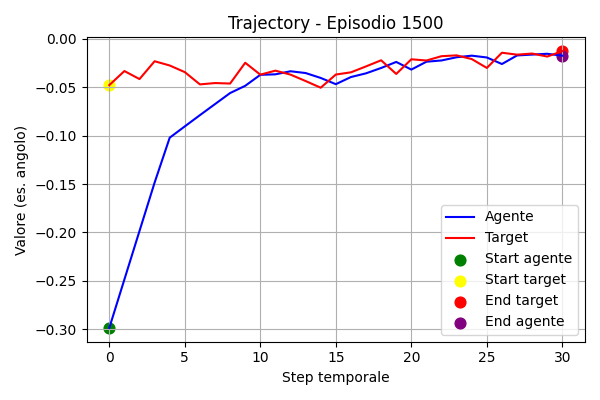 Trajectory - Episodio 1500
Valore (es. angolo)
0.00
−0.05
−0.10
−0.15
−0.20
−0.25
−0.30
Agente
Target
Start agente
Start target
End target
End agente
0 5 10 15 20 25 30
Step temporale